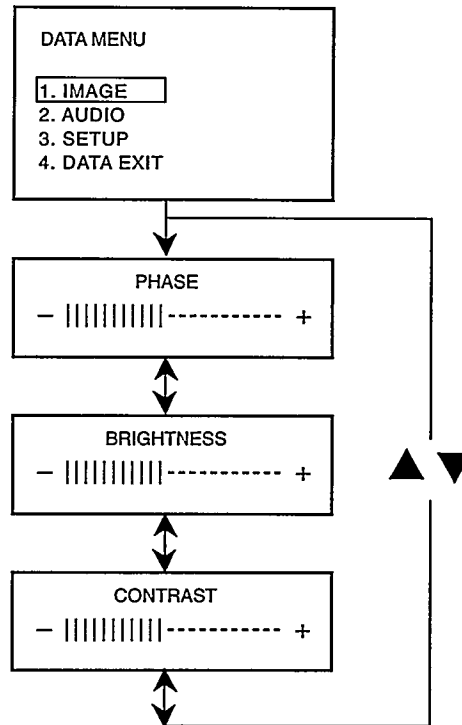 DATA MENU
1. IMAGE
2. AUDIO
3. SETUP
4. DATA EXIT
PHASE
− |||||||||||----------- +
BRIGHTNESS
− |||||||||||----------- +
CONTRAST
− |||||||||||----------- +
▲ ▼